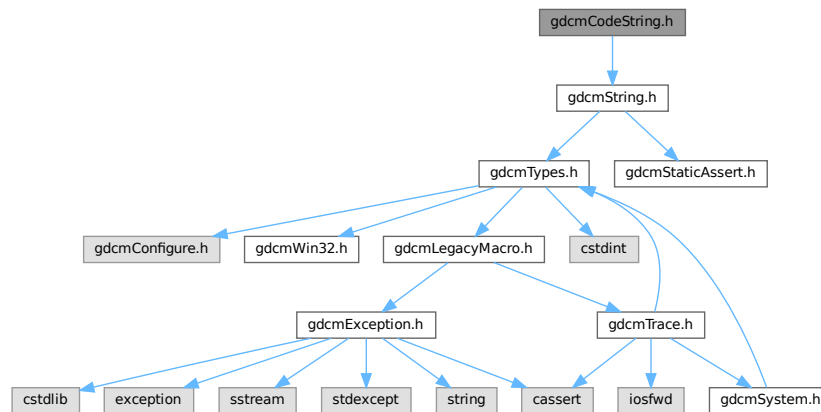 gdcmCodeString.h
gdcmString.h
gdcmTypes.h
gdcmStaticAssert.h
gdcmConfigure.h
gdcmWin32.h
gdcmLegacyMacro.h
cstdint
gdcmException.h
gdcmTrace.h
cstdlib
exception
sstream
stdexcept
string
cassert
iosfwd
gdcmSystem.h